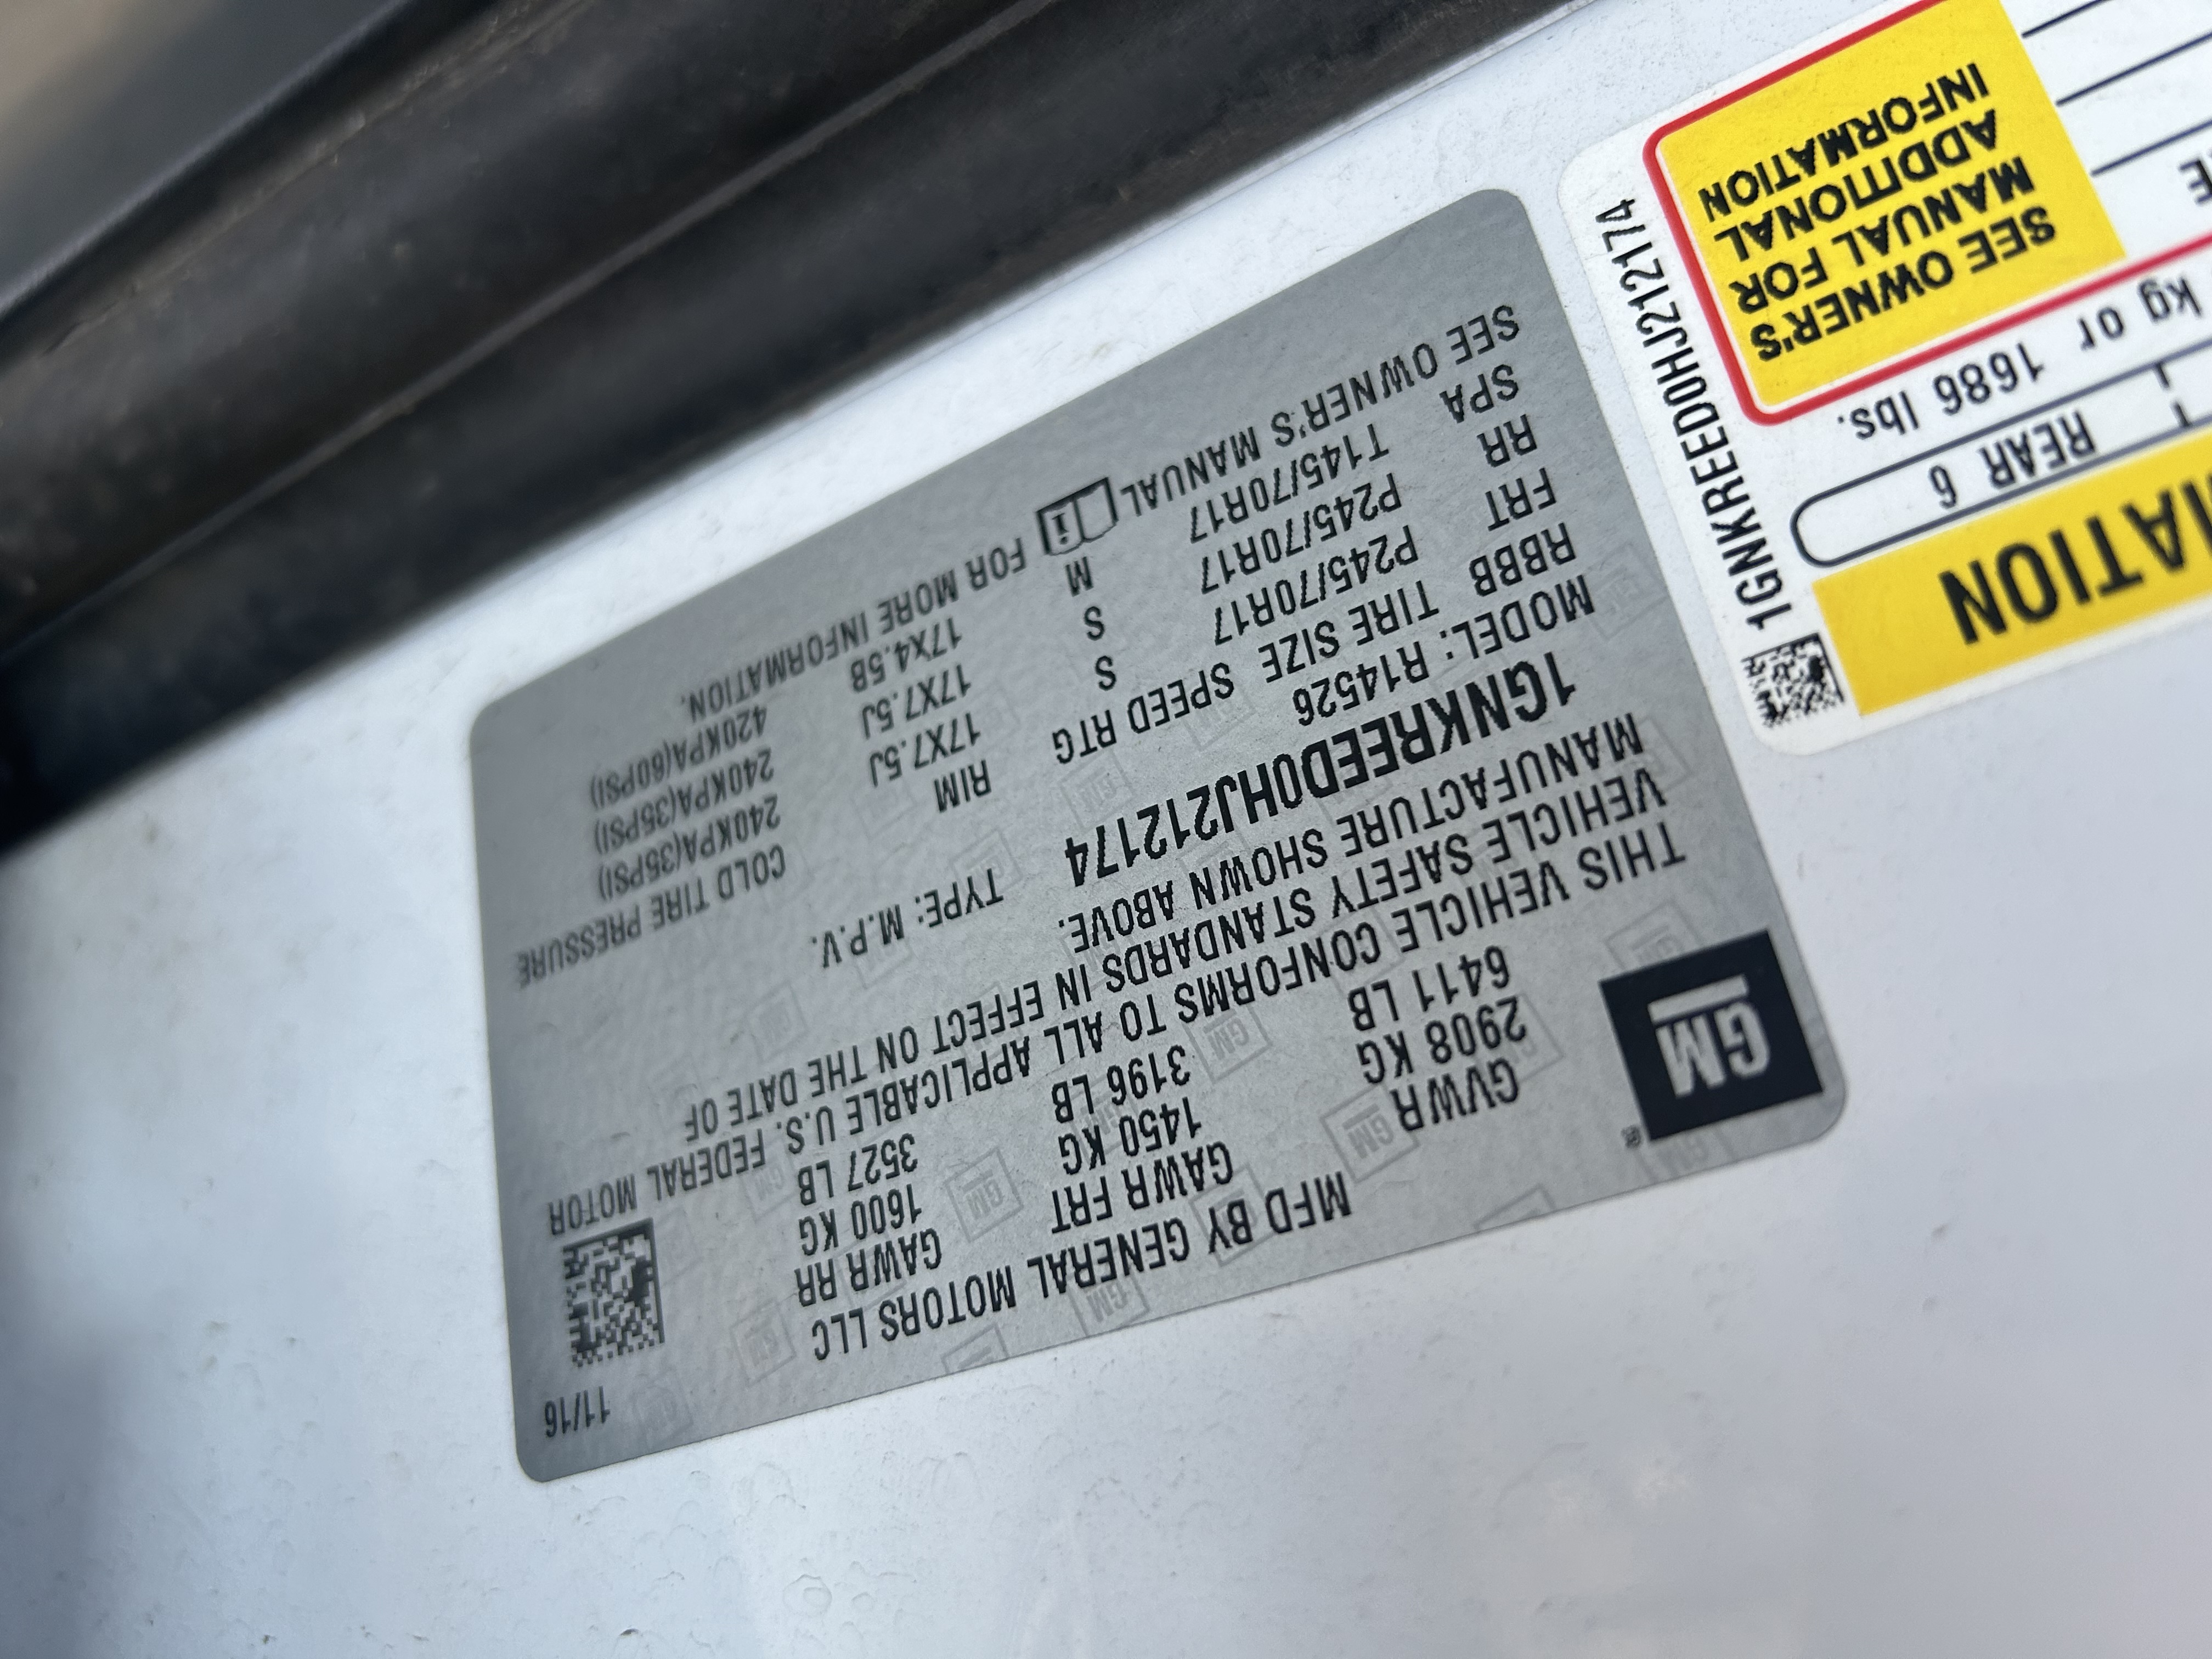 11/16
MFD BY GENERAL MOTORS LLC
GM
GVWR GAWR FRT GAWR RR
2908 KG 1450 KG 1600 KG
6411 LB 3196 LB 3527 LB
THIS VEHICLE CONFORMS TO ALL APPLICABLE U.S. FEDERAL MOTOR
VEHICLE SAFETY STANDARDS IN EFFECT ON THE DATE OF
MANUFACTURE SHOWN ABOVE.
1GNKREED0HJ212174 TYPE: M.P.V.
MODEL: R14526
RBBB TIRE SIZE SPEED RTG RIM COLD TIRE PRESSURE
FRT P245/70R17 S 17X7.5J 240KPA(35PSI)
RR P245/70R17 S 17X7.5J 240KPA(35PSI)
SPA T145/70R17 M 17X4.5B 420KPA(60PSI)
SEE OWNER'S MANUAL i FOR MORE INFORMATION.
1GNKREED0HJ212174
REAR 6
kg or 1686 lbs.
SEE OWNER'S
MANUAL FOR
ADDITIONAL
INFORMATION